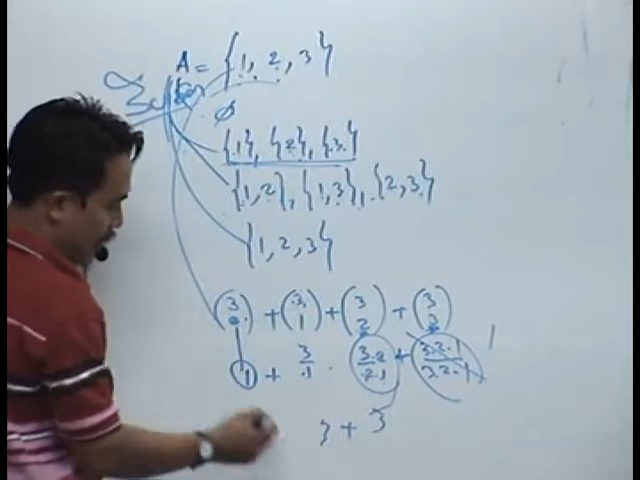 A = {1, 2, 3}
∅
{1}, {2}, {3}
{1,2}, {1,3}, {2,3}
{1, 2, 3}
(3 0) + (3 1) + (3 2) + (3 3)
1 + 3/1 · 3.2/2.1 + 3.2.1/3.2.1 1
3 + 3